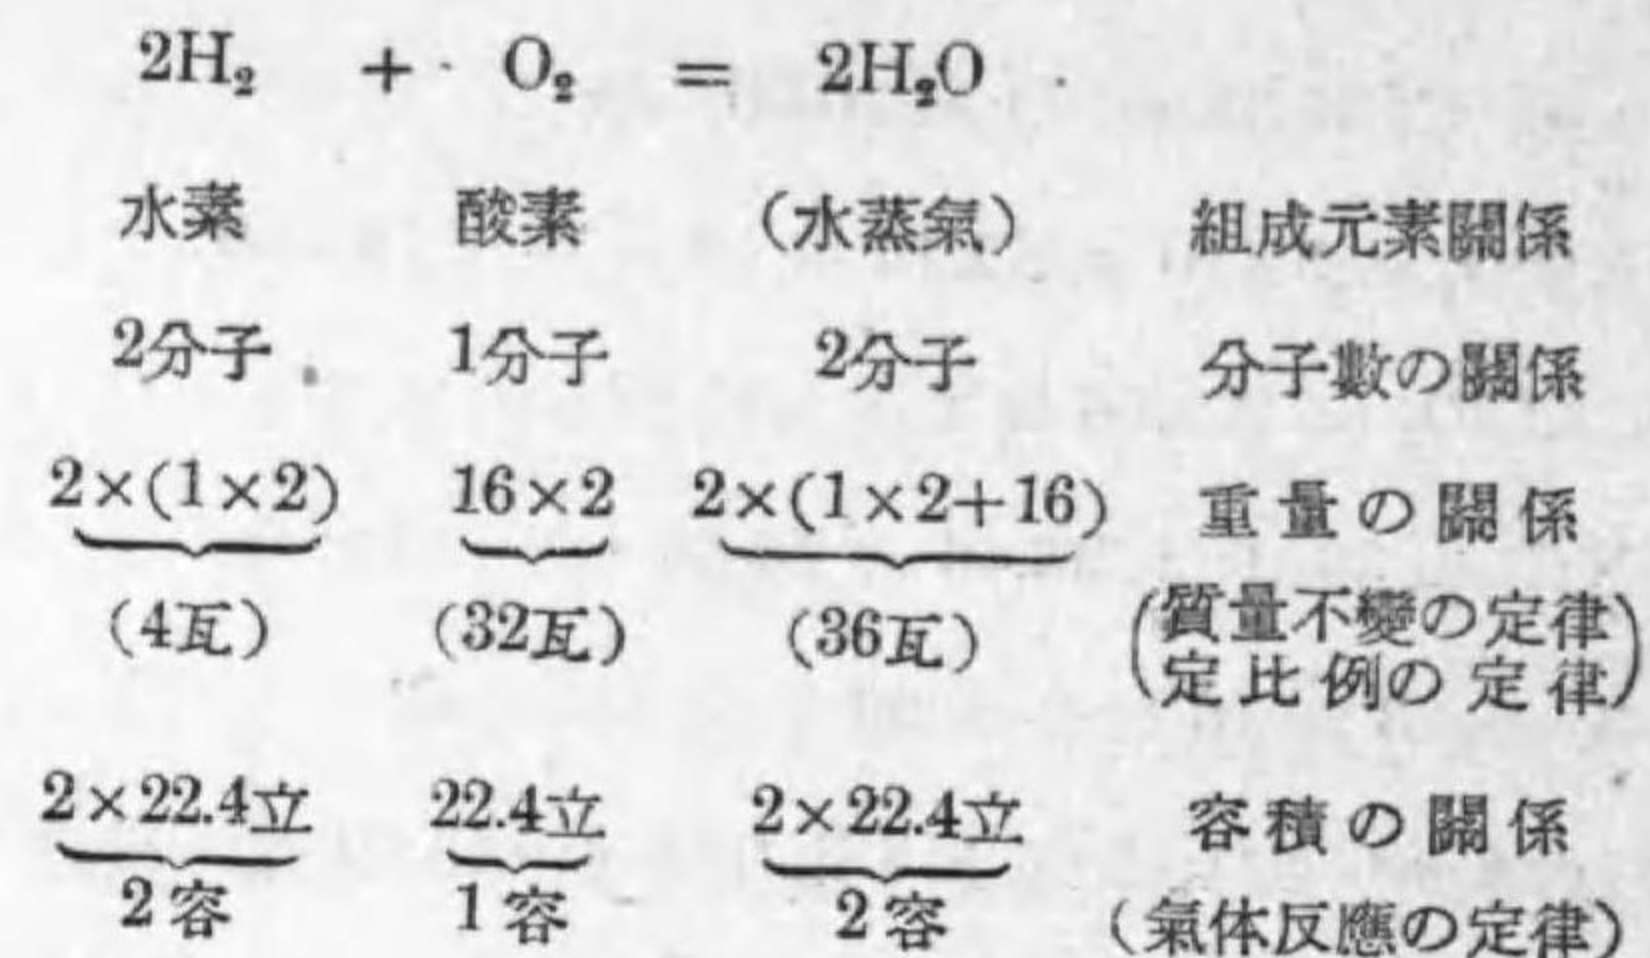 2H₂ + O₂ = 2H₂O
水素 酸素 (水蒸氣) 組成元素關係
2分子 1分子 2分子 分子數の關係
2×(1×2) 16×2 2×(1×2+16) 重量の關係
(4瓦) (32瓦) (36瓦) (質量不變の定律
定比例の定律)
2×22.4立 22.4立 2×22.4立 容積の關係
2容 1容 2容 (氣体反應の定律)